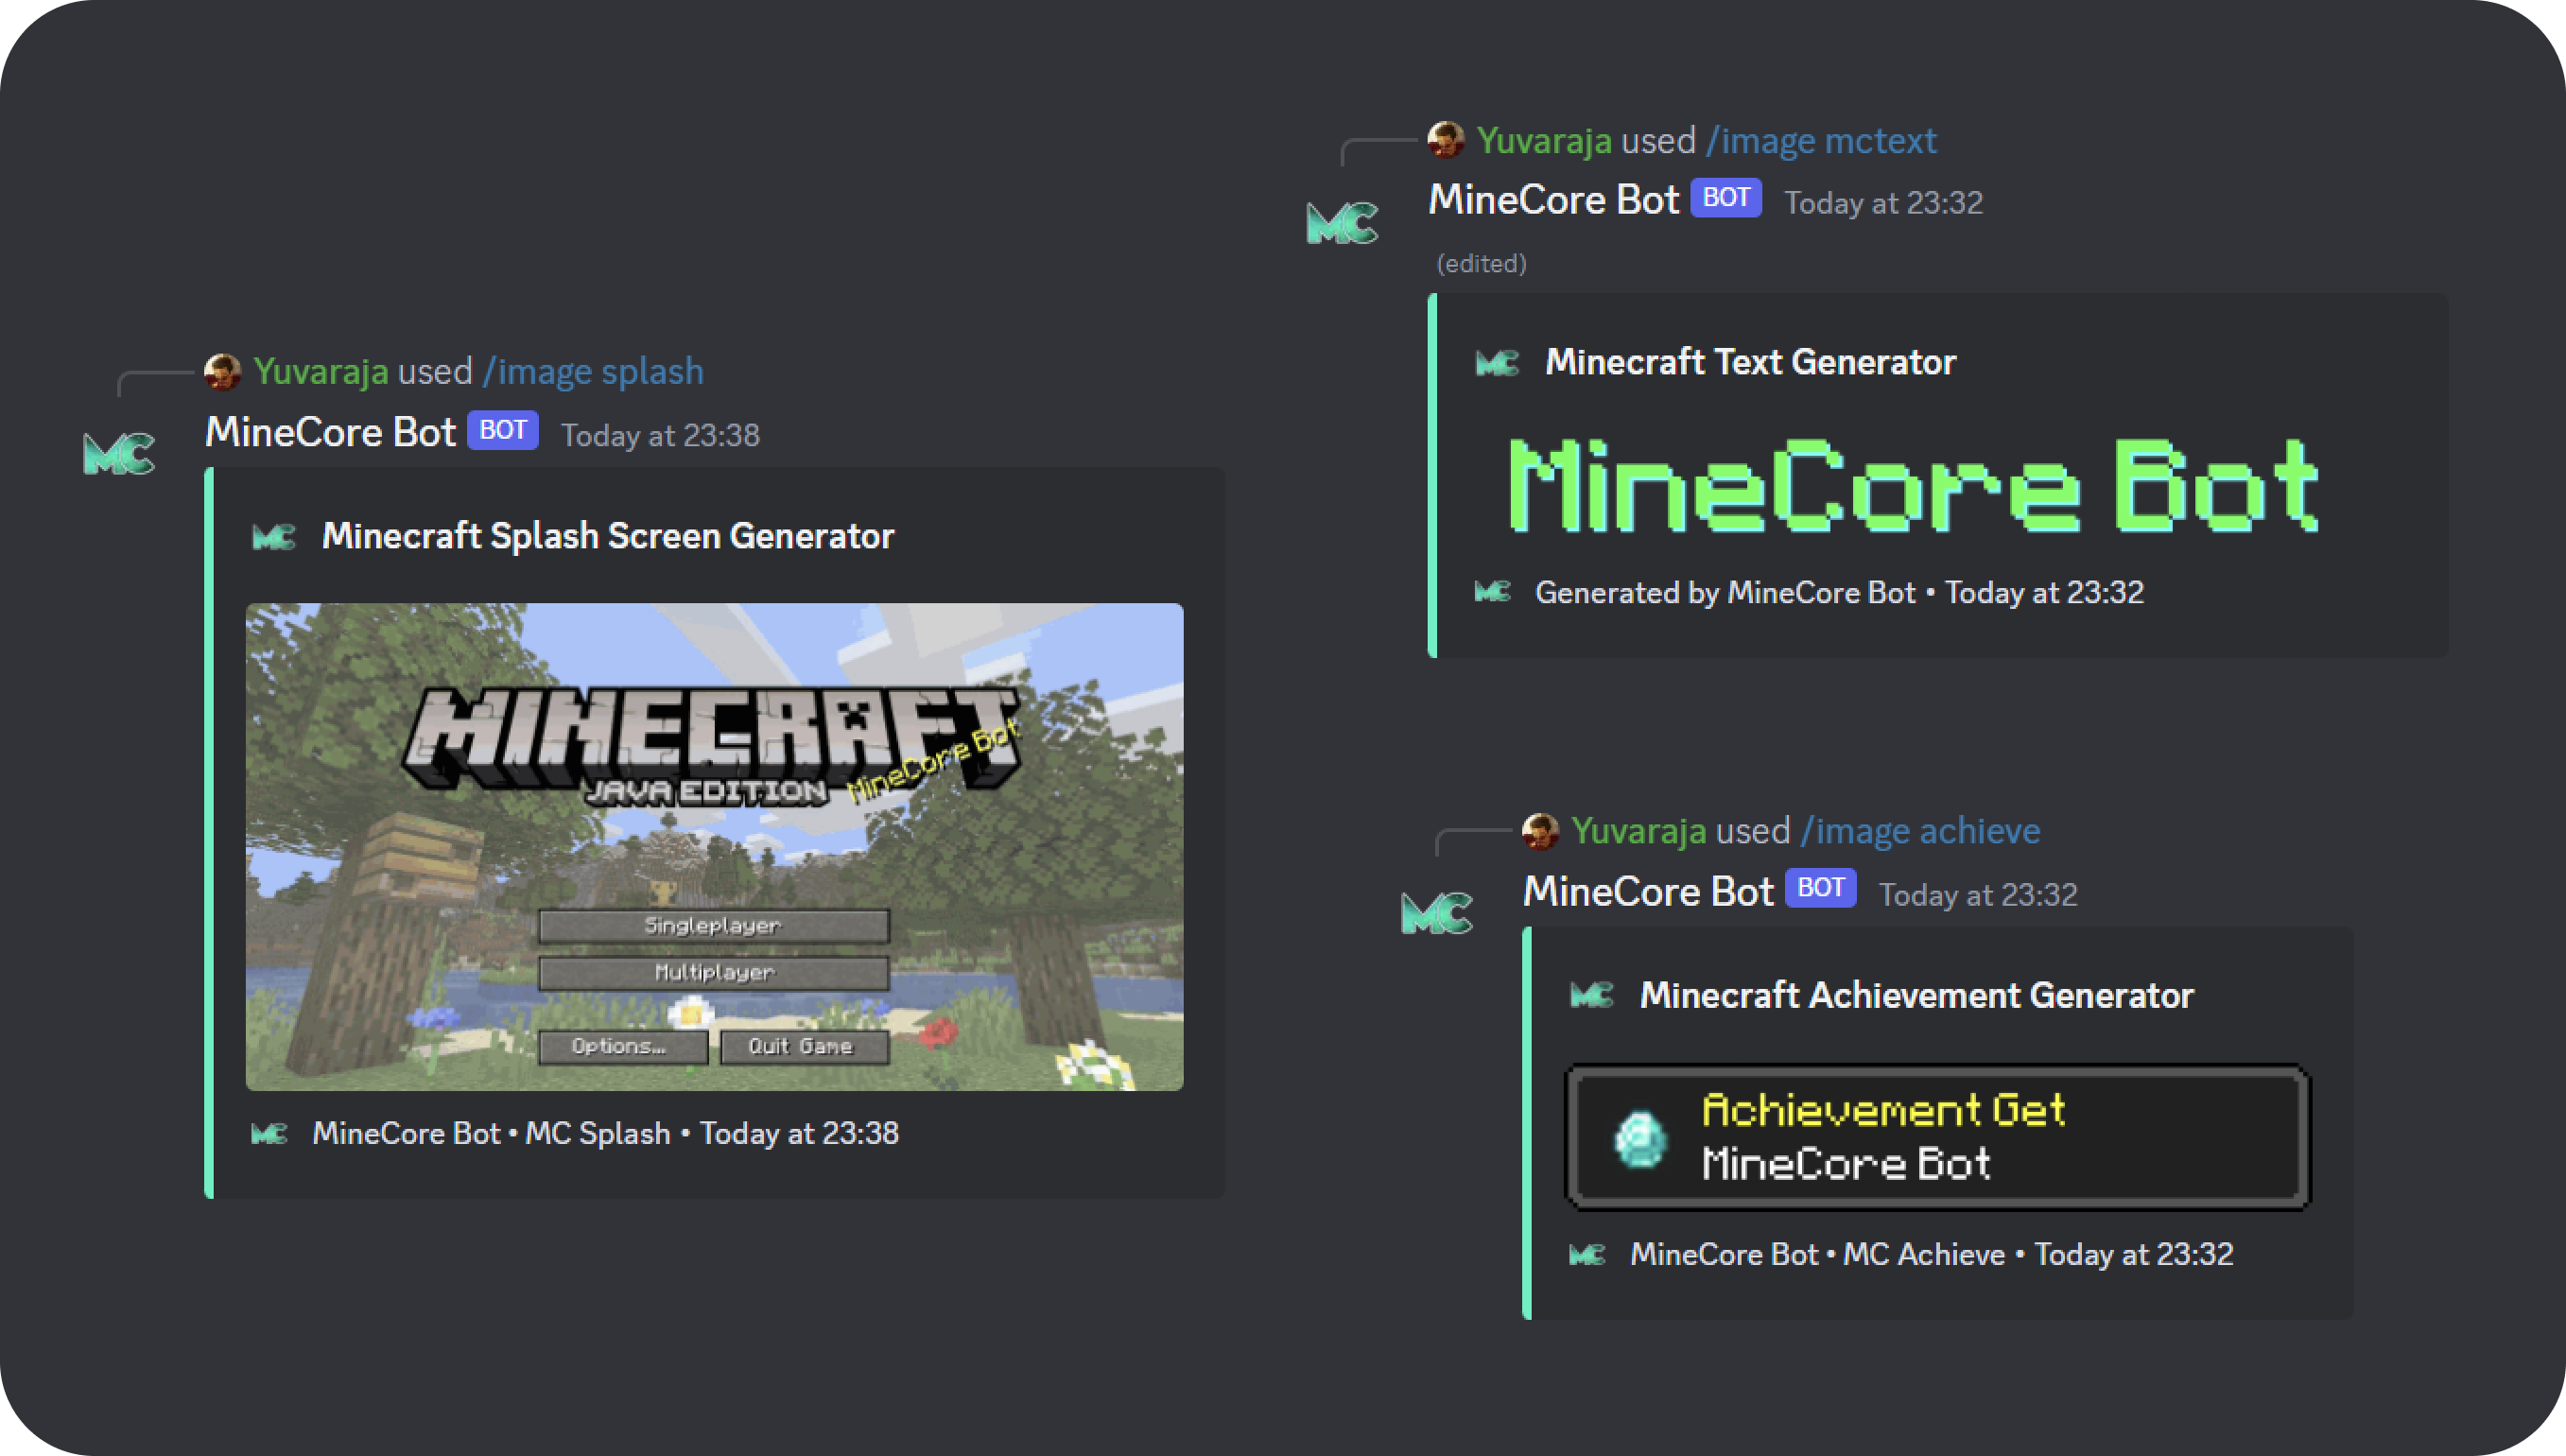 Yuvaraja used /image splash
MC
MineCore Bot BOT Today at 23:38
MC Minecraft Splash Screen Generator
MINECRAFT
JAVA EDITION
MineCore Bot
Singleplayer
Multiplayer
Options... Quit Game
MC MineCore Bot • MC Splash • Today at 23:38
Yuvaraja used /image mctext
MC
MineCore Bot BOT Today at 23:32
(edited)
MC Minecraft Text Generator
MineCore Bot
MC Generated by MineCore Bot • Today at 23:32
Yuvaraja used /image achieve
MC
MineCore Bot BOT Today at 23:32
MC Minecraft Achievement Generator
Achievement Get
MineCore Bot
MC MineCore Bot • MC Achieve • Today at 23:32